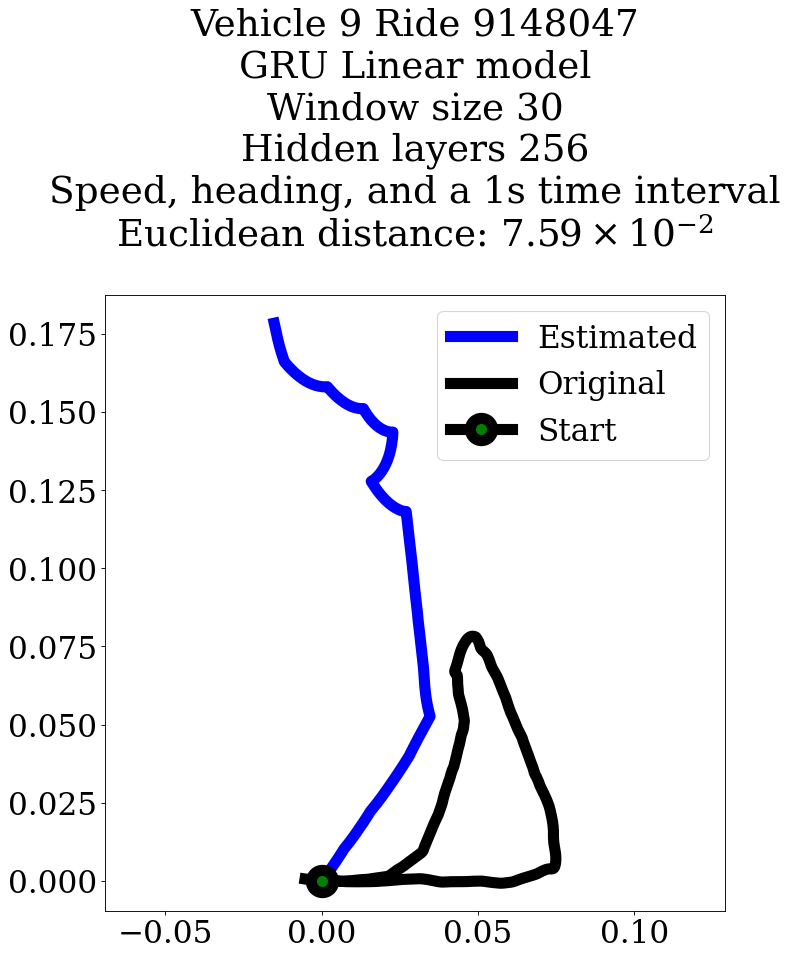 Vehicle 9 Ride 9148047
GRU Linear model
Window size 30
Hidden layers 256
Speed, heading, and a 1s time interval
Euclidean distance: 7.59 × 10⁻²
Estimated
Original
Start
0.175
0.150
0.125
0.100
0.075
0.050
0.025
0.000
−0.05 0.00 0.05 0.10